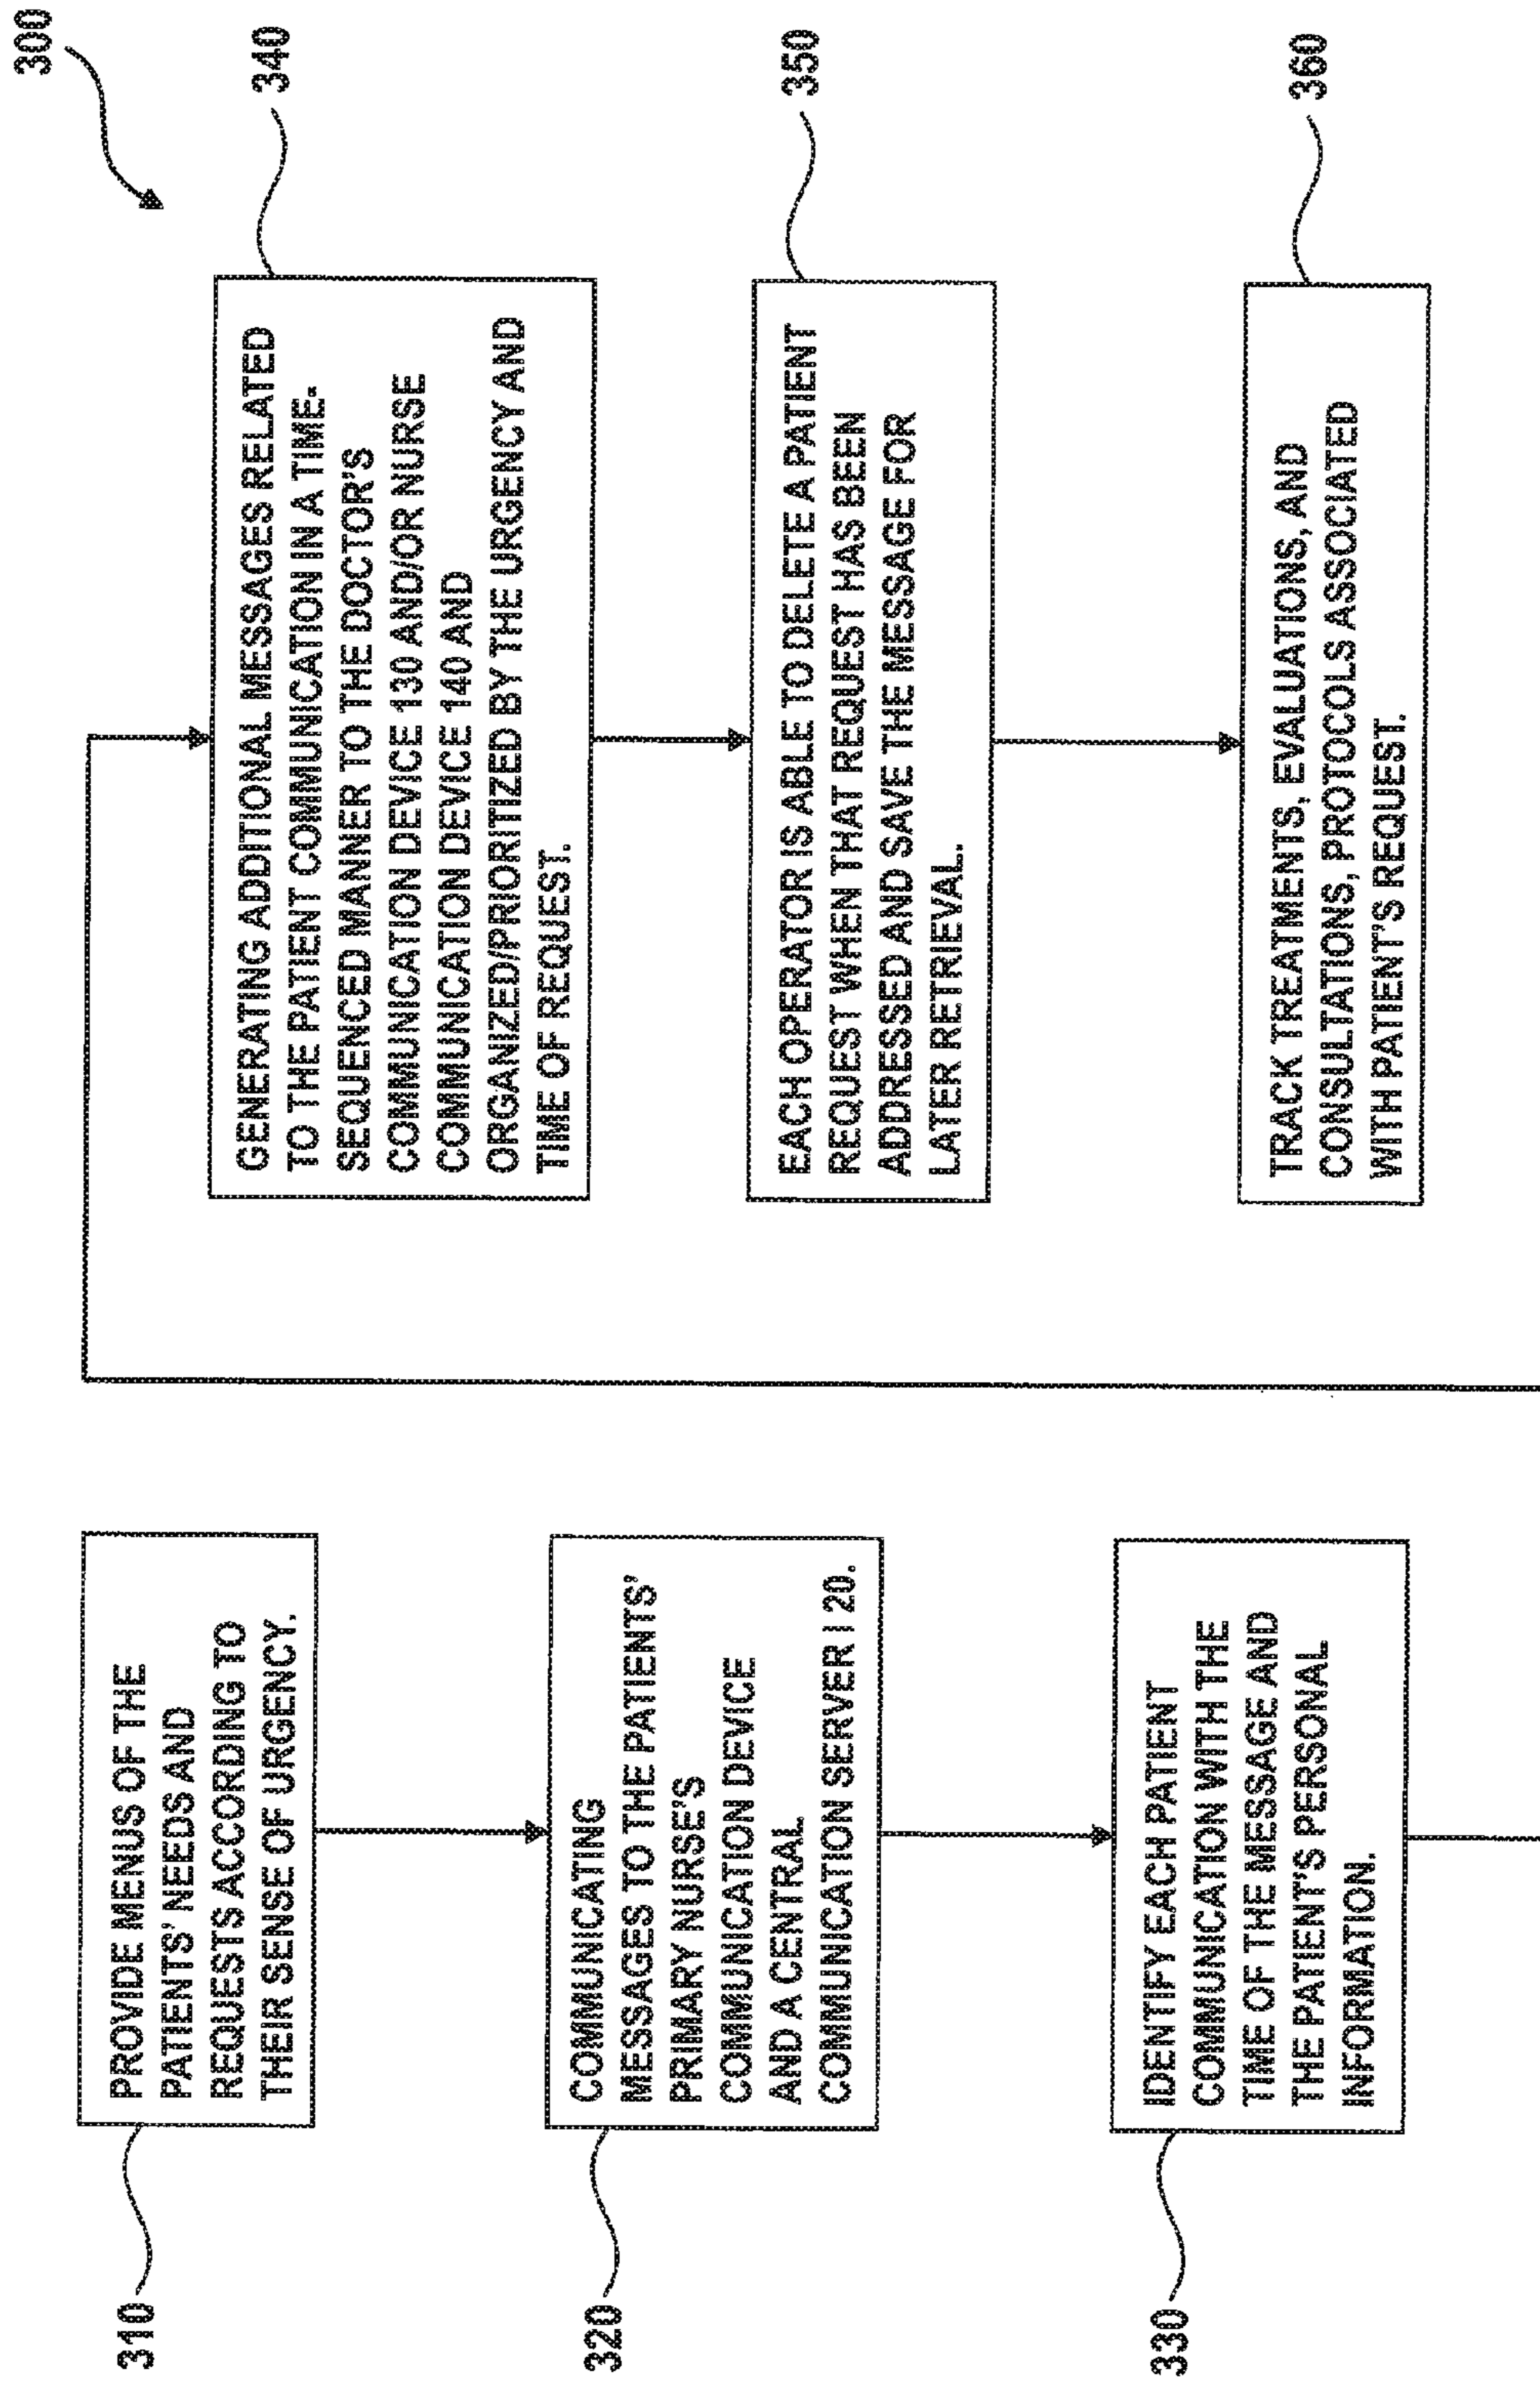 300
310
PROVIDE MENUS OF THE
PATIENTS' NEEDS AND
REQUESTS ACCORDING TO
THEIR SENSE OF URGENCY.
320
COMMUNICATING
MESSAGES TO THE PATIENTS'
PRIMARY NURSE'S
COMMUNICATION DEVICE
AND A CENTRAL
COMMUNICATION SERVER I 20.
330
IDENTIFY EACH PATIENT
COMMUNICATION WITH THE
TIME OF THE MESSAGE AND
THE PATIENT'S PERSONAL
INFORMATION.
340
GENERATING ADDITIONAL MESSAGES RELATED
TO THE PATIENT COMMUNICATION IN A TIME-
SEQUENCED MANNER TO THE DOCTOR'S
COMMUNICATION DEVICE 130 AND/OR NURSE
COMMUNICATION DEVICE 140 AND
ORGANIZED/PRIORITIZED BY THE URGENCY AND
TIME OF REQUEST.
350
EACH OPERATOR IS ABLE TO DELETE A PATIENT
REQUEST WHEN THAT REQUEST HAS BEEN
ADDRESSED AND SAVE THE MESSAGE FOR
LATER RETRIEVAL.
360
TRACK TREATMENTS, EVALUATIONS, AND
CONSULTATIONS, PROTOCOLS ASSOCIATED
WITH PATIENT'S REQUEST.